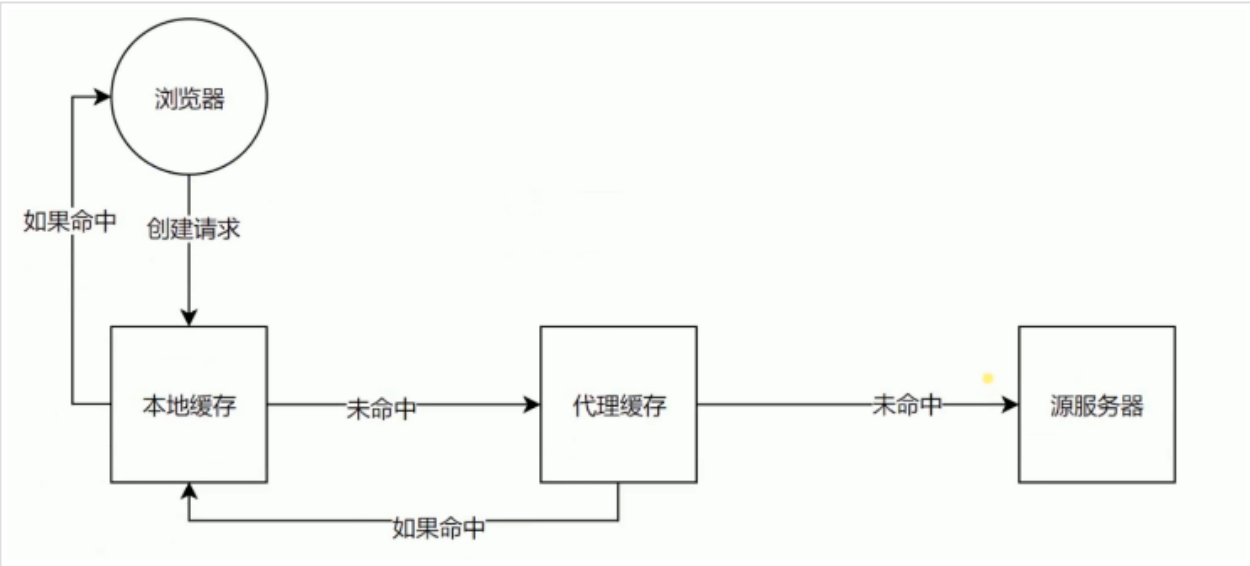 浏览器
如果命中
创建请求
本地缓存
未命中
代理缓存
未命中
源服务器
如果命中